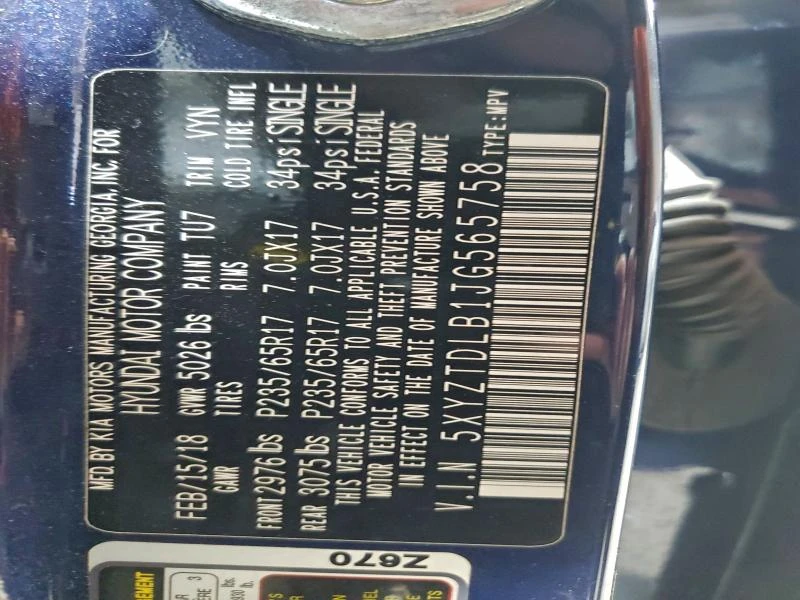 MFD. BY KIA MOTORS MANUFACTURING GEORGIA, INC. FOR
HYUNDAI MOTOR COMPANY
FEB/15/18 GVWR 5026 lbs PAINT TU7 TRIM VYN
GAWR TIRES RIMS COLD TIRE INFL
FRONT 2976 lbs P235/65R17 7.0JX17 34psi SINGLE
REAR 3075 lbs P235/65R17 7.0JX17 34psi SINGLE
THIS VEHICLE CONFORMS TO ALL APPLICABLE U.S.A. FEDERAL
MOTOR VEHICLE SAFETY AND THEFT PREVENTION STANDARDS
IN EFFECT ON THE DATE OF MANUFACTURE SHOWN ABOVE
V.I.N 5XYZTDLB1JG565758 TYPE:MPV
Z670